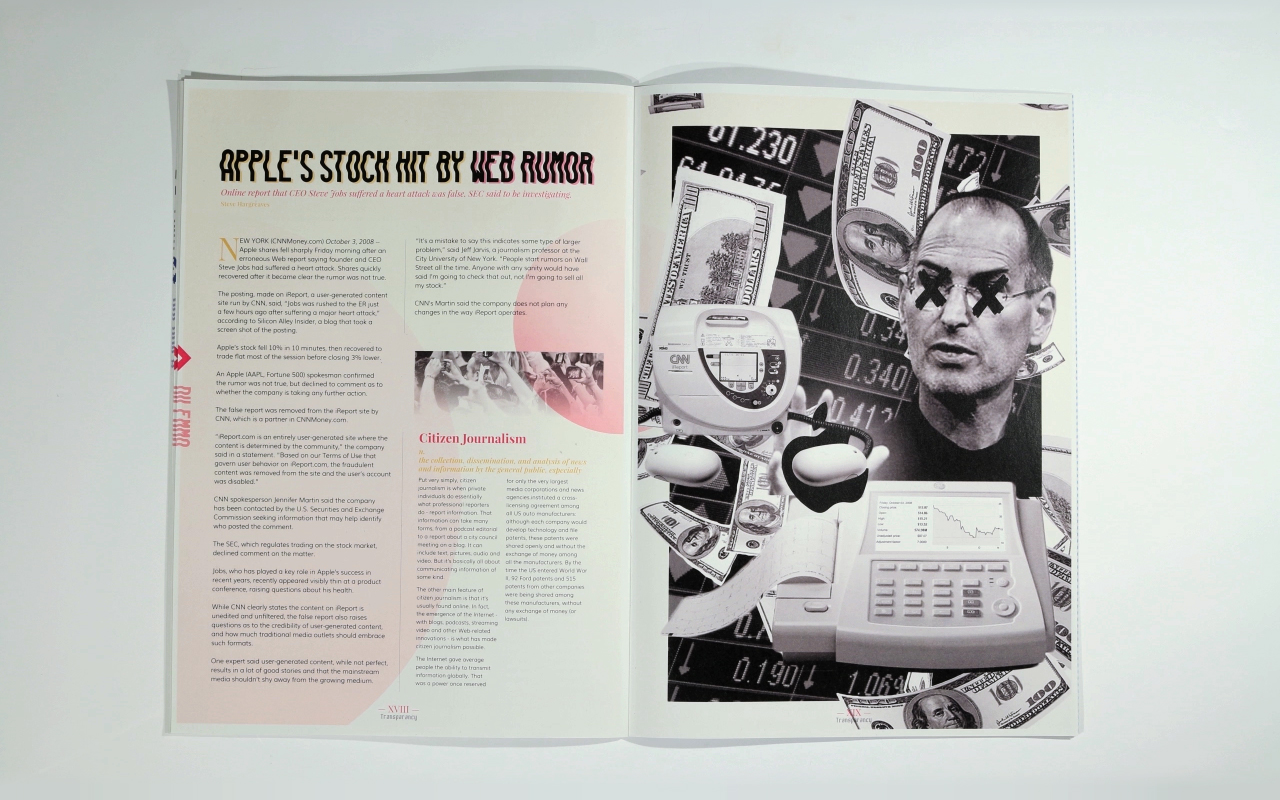 APPLE'S STOCK HIT BY WEB RUMOR
Online report that CEO Steve Jobs suffered a heart attack was false. SEC said to be investigating.
NEW YORK (CNNMoney.com) October 3, 2008 --
Apple shares fell sharply Friday morning after an
erroneous Web report saying founder and CEO
Steve Jobs had suffered a heart attack. Shares quickly
recovered after it became clear the rumor was not true.
The posting, made on iReport, a user-generated content
site run by CNN, said, "Jobs was rushed to the ER just
a few hours ago after suffering a major heart attack,"
according to Silicon Alley Insider, a blog that took a
screen shot of the posting.
Apple's stock fell 10% in 10 minutes, then recovered to
trade flat most of the session before closing 3% lower.
An Apple (AAPL, Fortune 500) spokesman confirmed
the rumor was not true, but declined to comment as to
whether the company is taking any further action.
The false report was removed from the iReport site by
CNN, which is a partner in CNNMoney.com.
"iReport.com is an entirely user-generated site where the
content is determined by the community," the company
said in a statement. "Based on our Terms of Use that
govern user behavior on iReport.com, the fraudulent
content was removed from the site and the user's account
was disabled."
CNN spokesperson Jennifer Martin said the company
has been contacted by the U.S. Securities and Exchange
Commission seeking information that may help identify
who posted the comment.
The SEC, which regulates trading on the stock market,
declined comment on the matter.
Jobs, who has played a key role in Apple's success in
recent years, recently appeared visibly thin at a product
conference, raising questions about his health.
While CNN clearly states the content on iReport is
unedited and unfiltered, the false report also raises
questions as to the credibility of user-generated content,
and how much traditional media outlets should embrace
such formats.
One expert said user-generated content, while not perfect,
results in a lot of good stories and that the mainstream
media shouldn't shy away from the growing medium.
"It's a mistake to say this indicates some type of larger
problem," said Jeff Jarvis, a journalism professor at the
City University of New York. "People start rumors on Wall
Street all the time. Anyone with any sanity would have
said I'm going to check that out, not I'm going to sell all
my stock."
CNN's Martin said the company does not plan any
changes in the way iReport operates.
Citizen Journalism
n.
the collection, dissemination, and analysis of news
and information by the general public, especially
Put very simply, citizen
journalism is when private
individuals do essentially
what professional reporters
do - report information. That
information can take many
forms, from a podcast editorial
to a report about a city council
meeting on a blog. It can
include text, pictures, audio and
video. But it's basically all about
communicating information of
some kind.
The other main feature of
citizen journalism is that it's
usually found online. In fact,
the emergence of the Internet -
with blogs, podcasts, streaming
video and other Web-related
innovations - is what has made
citizen journalism possible.
The Internet gave average
people the ability to transmit
information globally. That
was a power once reserved
for only the very largest
media corporations and news
agencies.instituted a cross-
licensing agreement among
all US auto manufacturers:
although each company would
develop technology and file
patents, these patents were
shared openly and without the
exchange of money among
all the manufacturers. By the
time the US entered World War
II, 92 Ford patents and 515
patents from other companies
were being shared among
these manufacturers, without
any exchange of money (or
lawsuits).
— XVIII —
Transparency
61.230
0.340
0.412
0.190
1.069
CNN
iReport
100
100
— XIX —
Transparency